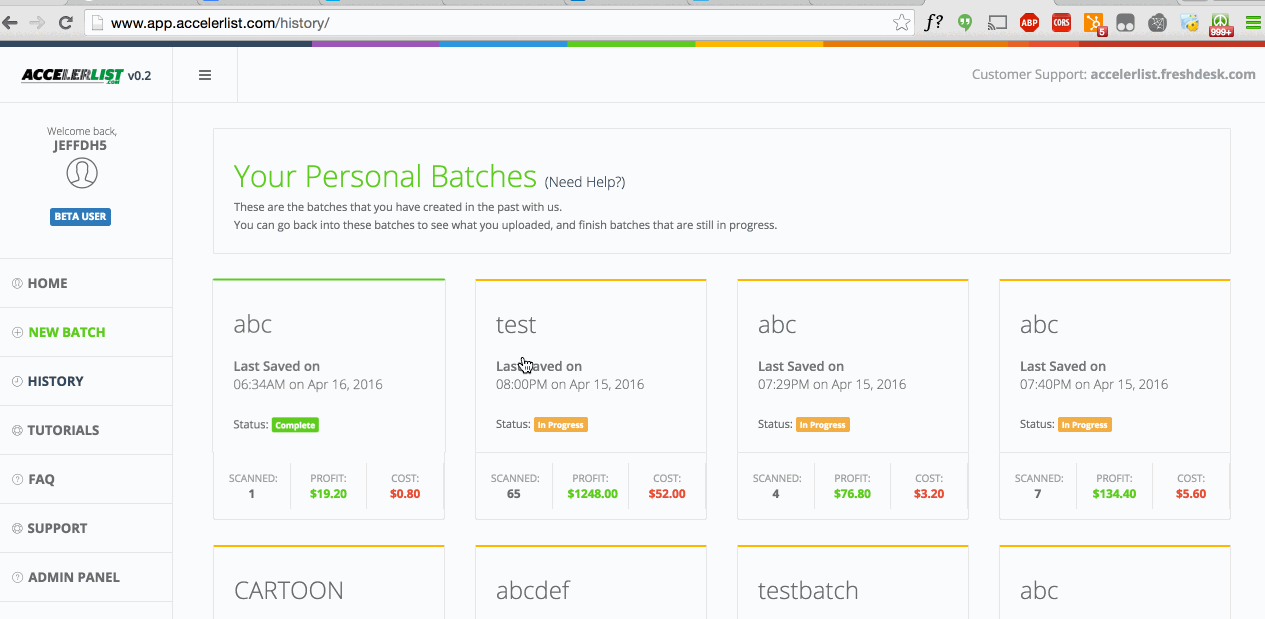 www.app.accelerlist.com/history/
f?
ABP
CORS
5
999+
ACCELERLIST .COM v0.2
Customer Support: accelerlist.freshdesk.com
Welcome back,
JEFFDH5
BETA USER
HOME
NEW BATCH
HISTORY
TUTORIALS
FAQ
SUPPORT
ADMIN PANEL
Your Personal Batches (Need Help?)
These are the batches that you have created in the past with us.
You can go back into these batches to see what you uploaded, and finish batches that are still in progress.
abc
Last Saved on
06:34AM on Apr 16, 2016
Status: Complete
SCANNED: PROFIT: COST:
1 $19.20 $0.80
test
Last Saved on
08:00PM on Apr 15, 2016
Status: In Progress
SCANNED: PROFIT: COST:
65 $1248.00 $52.00
abc
Last Saved on
07:29PM on Apr 15, 2016
Status: In Progress
SCANNED: PROFIT: COST:
4 $76.80 $3.20
abc
Last Saved on
07:40PM on Apr 15, 2016
Status: In Progress
SCANNED: PROFIT: COST:
7 $134.40 $5.60
CARTOON
abcdef
testbatch
abc